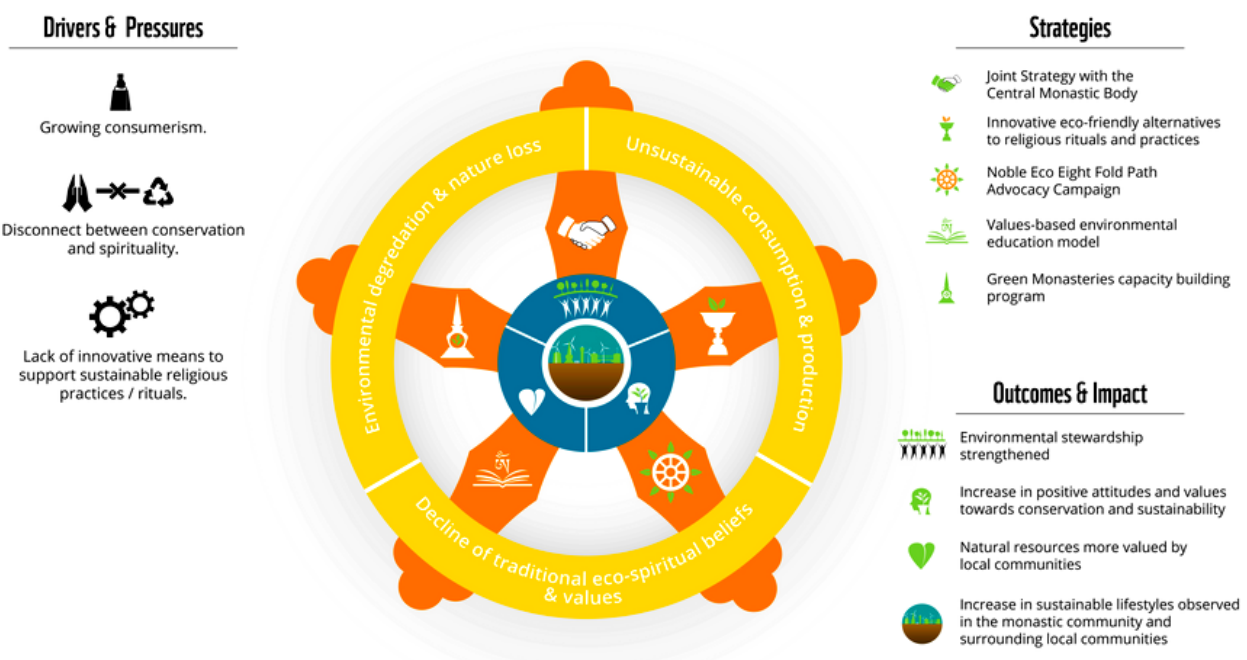 Drivers & Pressures
Growing consumerism.
Disconnect between conservation
and spirituality.
Lack of innovative means to
support sustainable religious
practices / rituals.
Environmental degredation & nature loss
Unsustainable consumption & production
Decline of traditional eco-spiritual beliefs
& values
Strategies
Joint Strategy with the
Central Monastic Body
Innovative eco-friendly alternatives
to religious rituals and practices
Noble Eco Eight Fold Path
Advocacy Campaign
Values-based environmental
education model
Green Monasteries capacity building
program
Outcomes & Impact
Environmental stewardship
strengthened
Increase in positive attitudes and values
towards conservation and sustainability
Natural resources more valued by
local communities
Increase in sustainable lifestyles observed
in the monastic community and
surrounding local communities